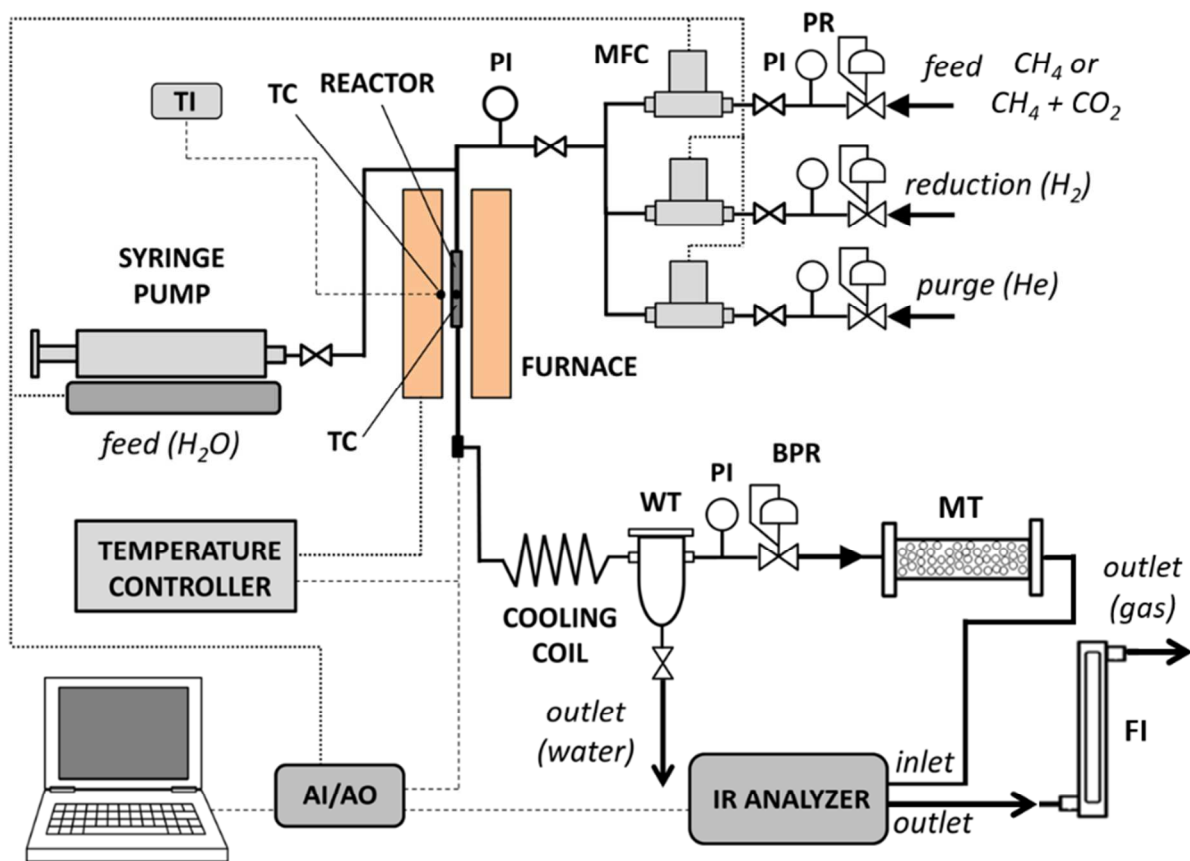 PR
PI
MFC
feed
CH₄ or
CH₄ + CO₂
PI
TI
TC
REACTOR
reduction (H₂)
SYRINGE
PUMP
purge (He)
FURNACE
feed (H₂O)
TC
BPR
PI
WT
MT
TEMPERATURE
CONTROLLER
COOLING
COIL
outlet
(gas)
outlet
(water)
FI
AI/AO
IR ANALYZER
inlet
outlet